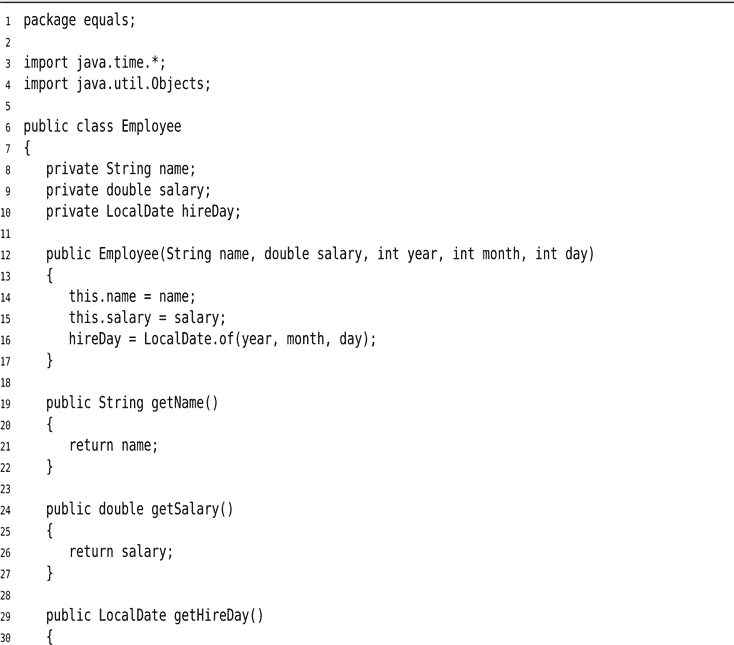 1 package equals;
2
3 import java.time.*;
4 import java.util.Objects;
5
6 public class Employee
7 {
8    private String name;
9    private double salary;
10    private LocalDate hireDay;
11
12    public Employee(String name, double salary, int year, int month, int day)
13    {
14       this.name = name;
15       this.salary = salary;
16       hireDay = LocalDate.of(year, month, day);
17    }
18
19    public String getName()
20    {
21       return name;
22    }
23
24    public double getSalary()
25    {
26       return salary;
27    }
28
29    public LocalDate getHireDay()
30    {